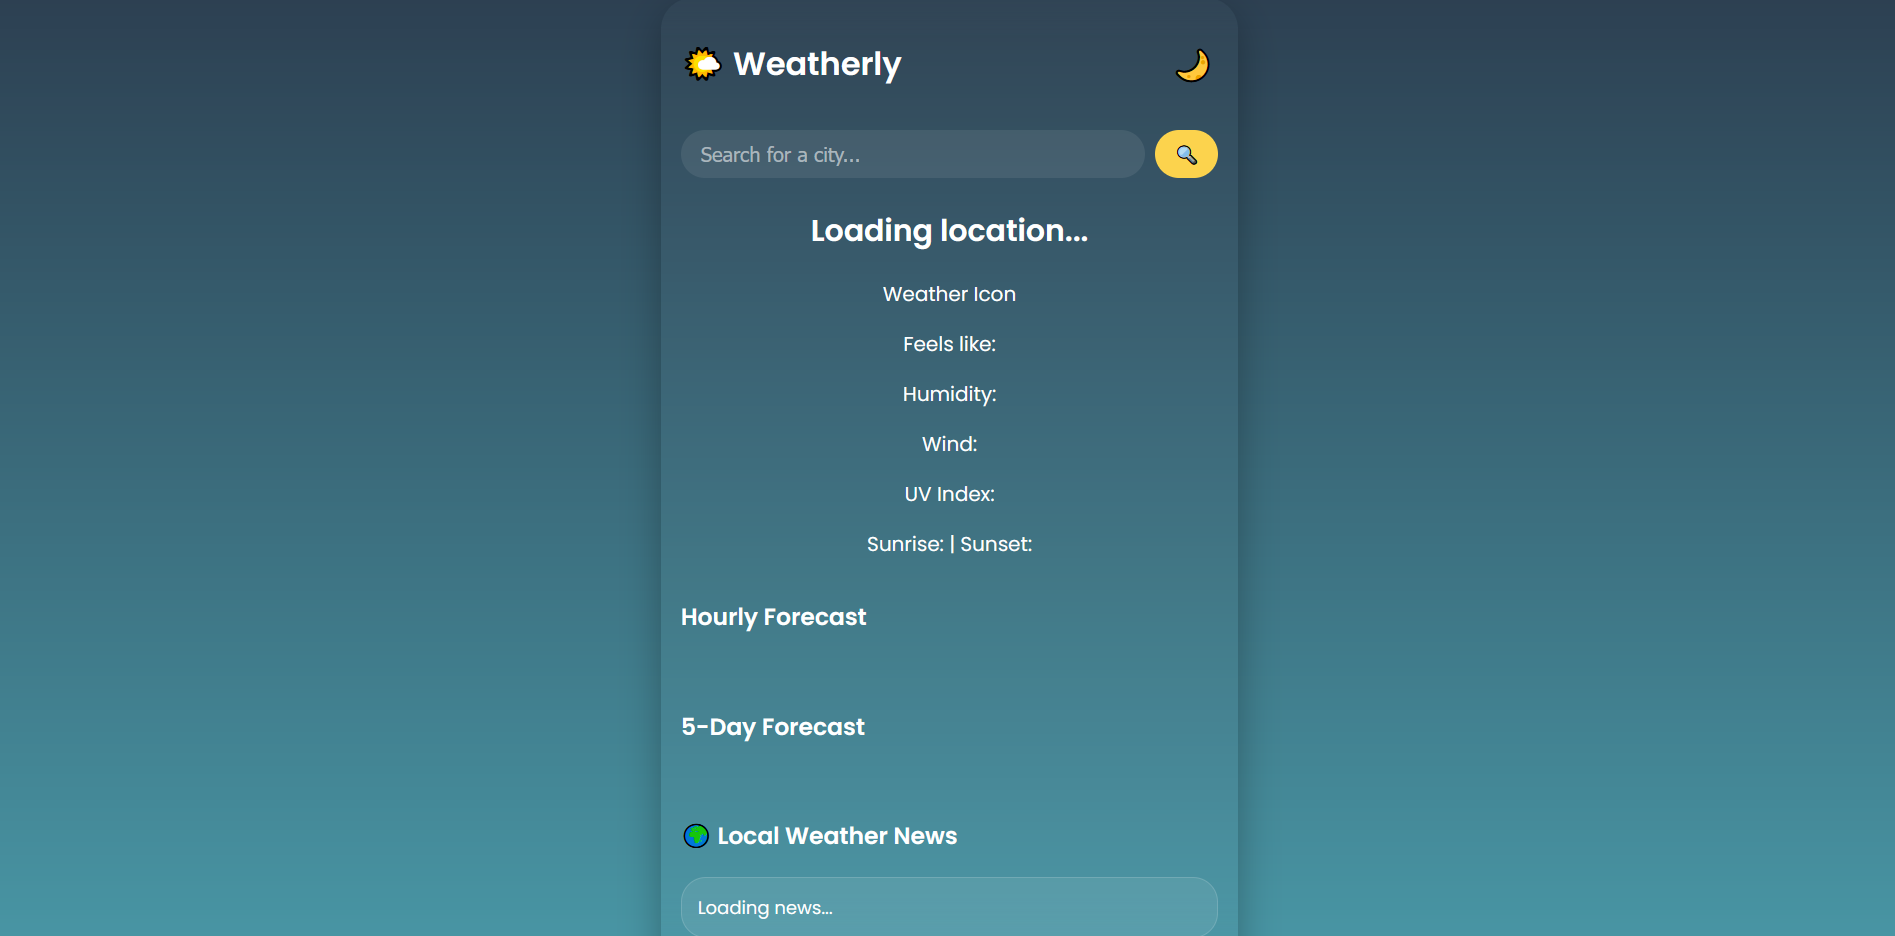 Weatherly
Search for a city...
Loading location...
Weather Icon
Feels like:
Humidity:
Wind:
UV Index:
Sunrise: | Sunset:
Hourly Forecast
5-Day Forecast
Local Weather News
Loading news...